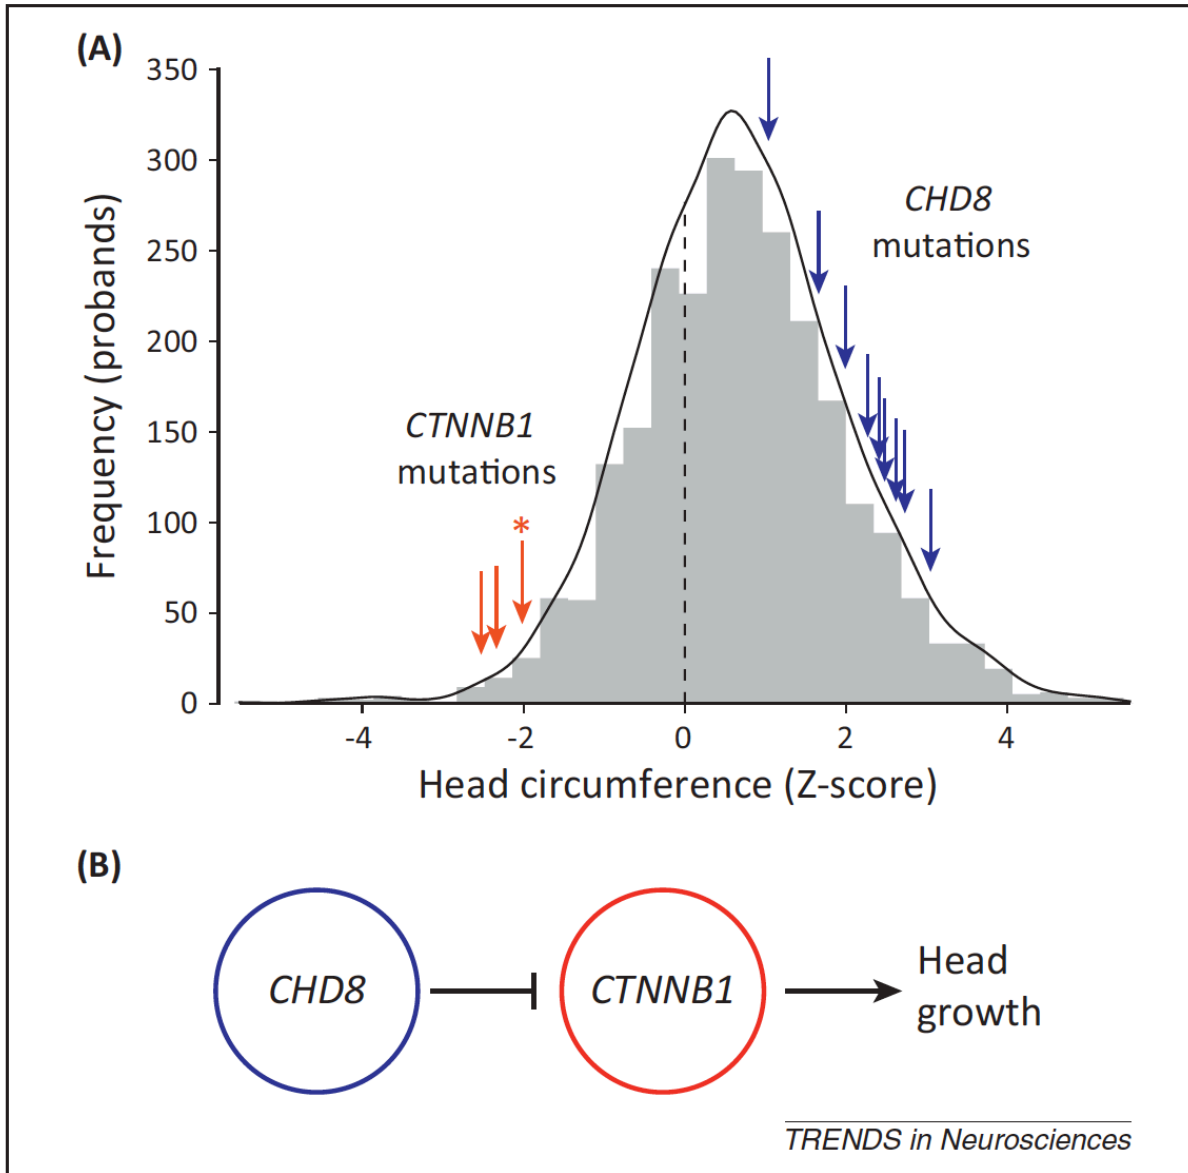 (A)
350
300
250
200
150
100
50
0
Frequency (probands)
CHD8
mutations
CTNNB1
mutations
*
-4 -2 0 2 4
Head circumference (Z-score)
(B)
CHD8
CTNNB1
Head
growth
TRENDS in Neurosciences